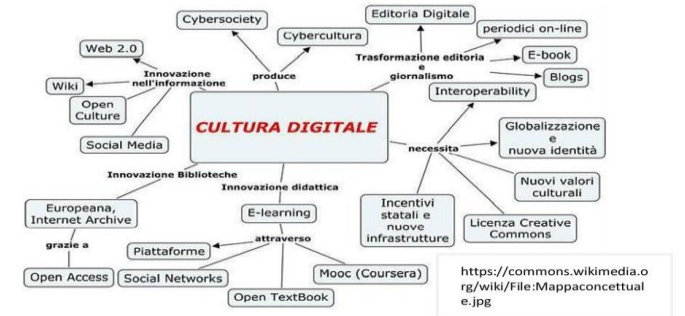 Cybersociety
Editoria Digitale
Cybercultura
periodici on-line
Web 2.0
Trasformazione editoria
e
giornalismo
E-book
Innovazione
nell'informazione
produce
Wiki
Blogs
Open
Culture
Interoperability
CULTURA DIGITALE
Globalizzazione
e
nuova identità
Social Media
necessita
Innovazione Biblioteche
Nuovi valori
culturali
Innovazione didattica
Europeana,
Internet Archive
E-learning
Incentivi
statali e
nuove
infrastrutture
Licenza Creative
Commons
grazie a
attraverso
Piattaforme
Open Access
Social Networks
Mooc (Coursera)
Open TextBook
https://commons.wikimedia.o
rg/wiki/File:Mappaconcettual
e.jpg